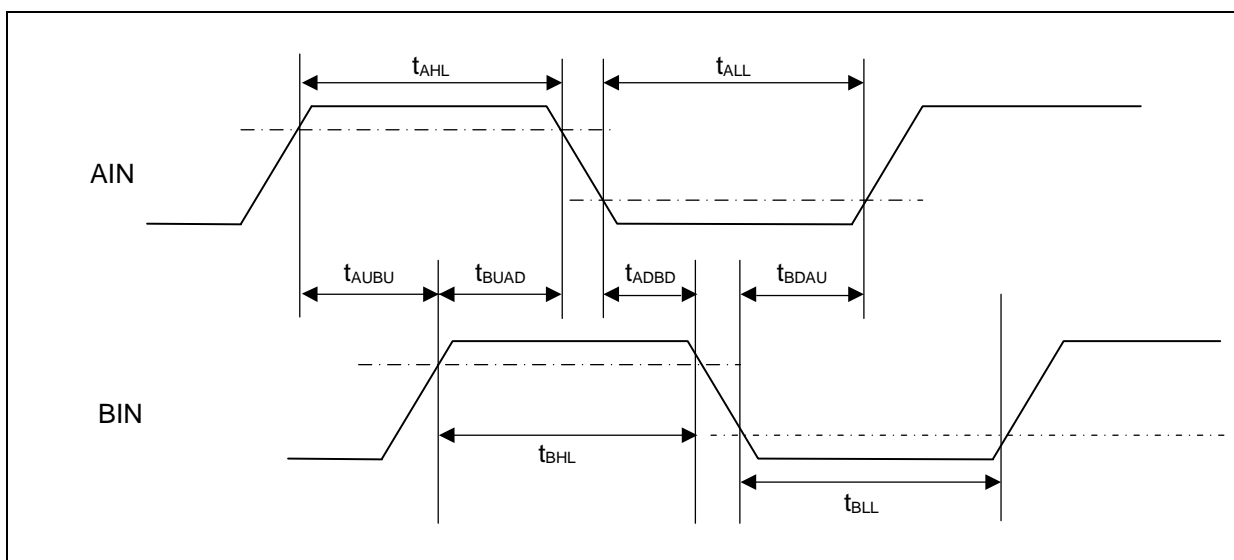 tAHL tALL
AIN
tAUBU tBUAD tADBD tBDAU
BIN
tBHL
tBLL